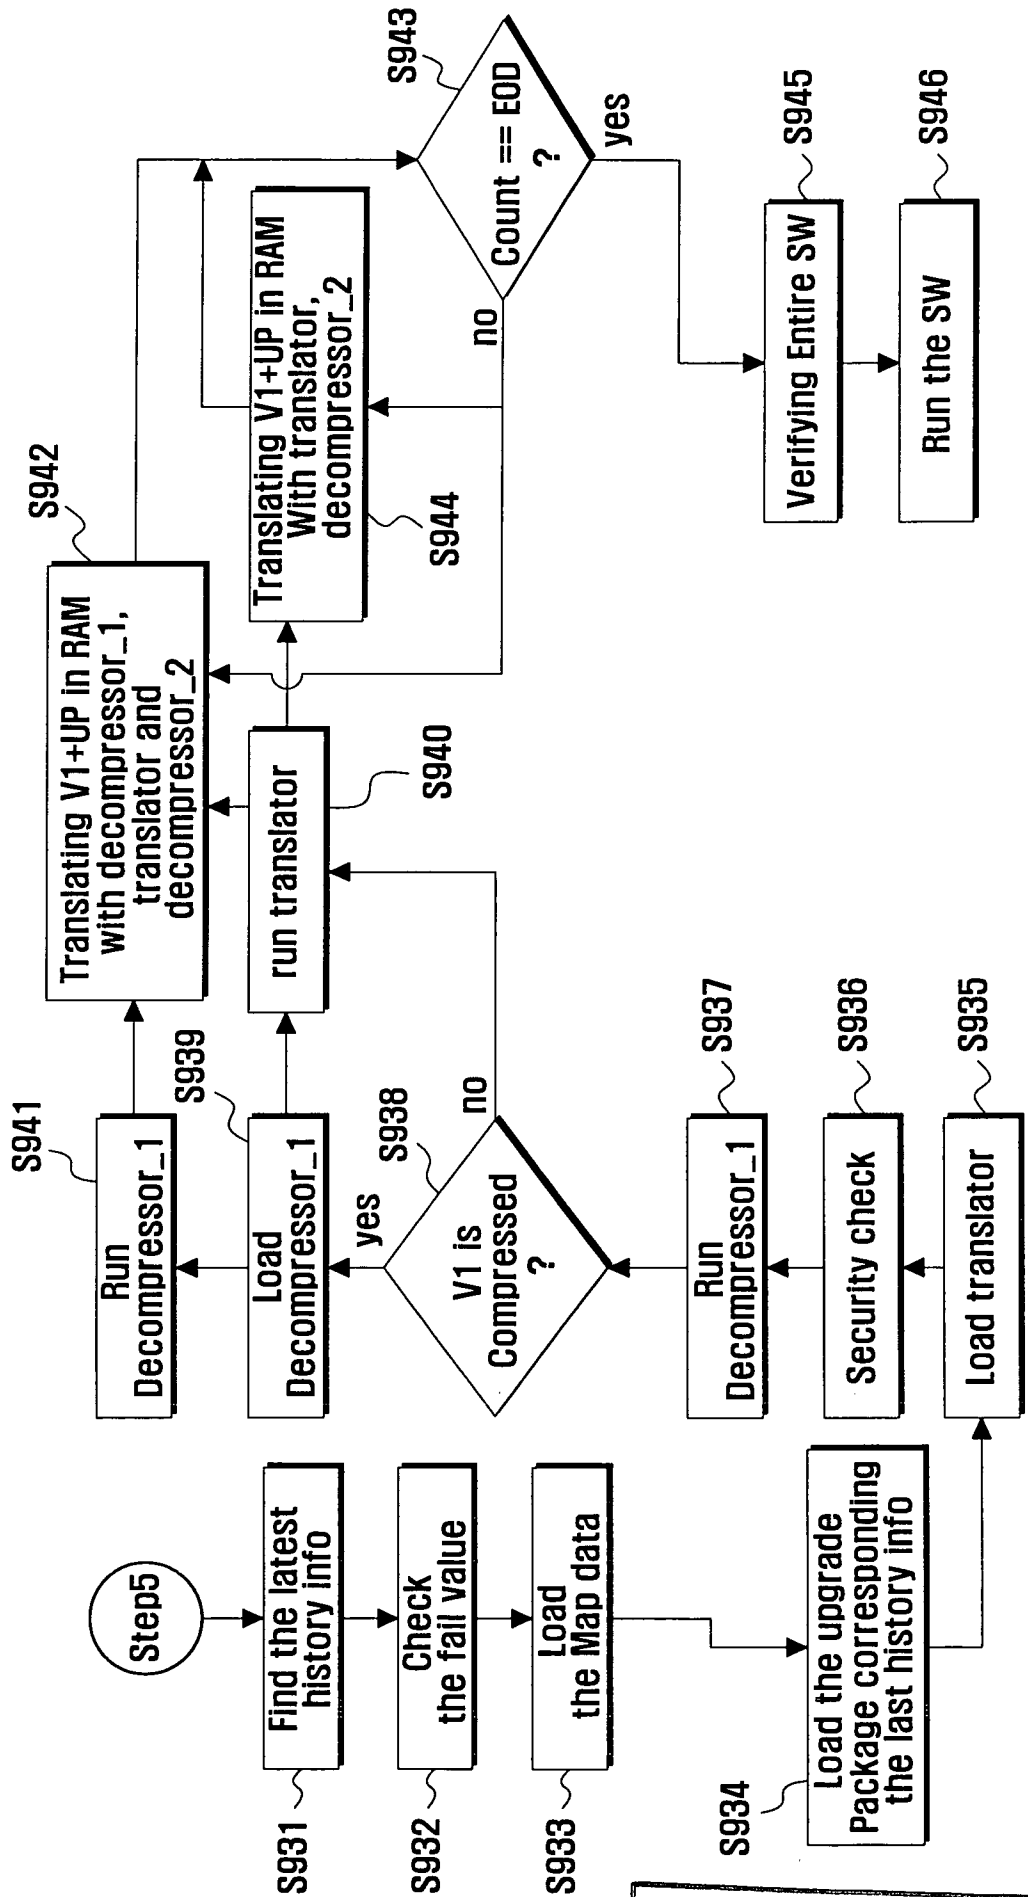 Step5
Find the latest
history info
S931
Check
the fail value
S932
Load
the Map data
S933
Load the upgrade
Package corresponding
the last history info
S934
Load translator
S935
Security check
S936
Run
Decompressor_1
S937
V1 is
Compressed
?
S938
yes
no
Load
Decompressor_1
S939
Run
Decompressor_1
S941
run translator
S940
Translating V1+UP in RAM
with decompressor_1,
translator and
decompressor_2
S942
Translating V1+UP in RAM
With translator,
decompressor_2
S944
Count == EOD
?
S943
no
yes
Verifying Entire SW
S945
Run the SW
S946